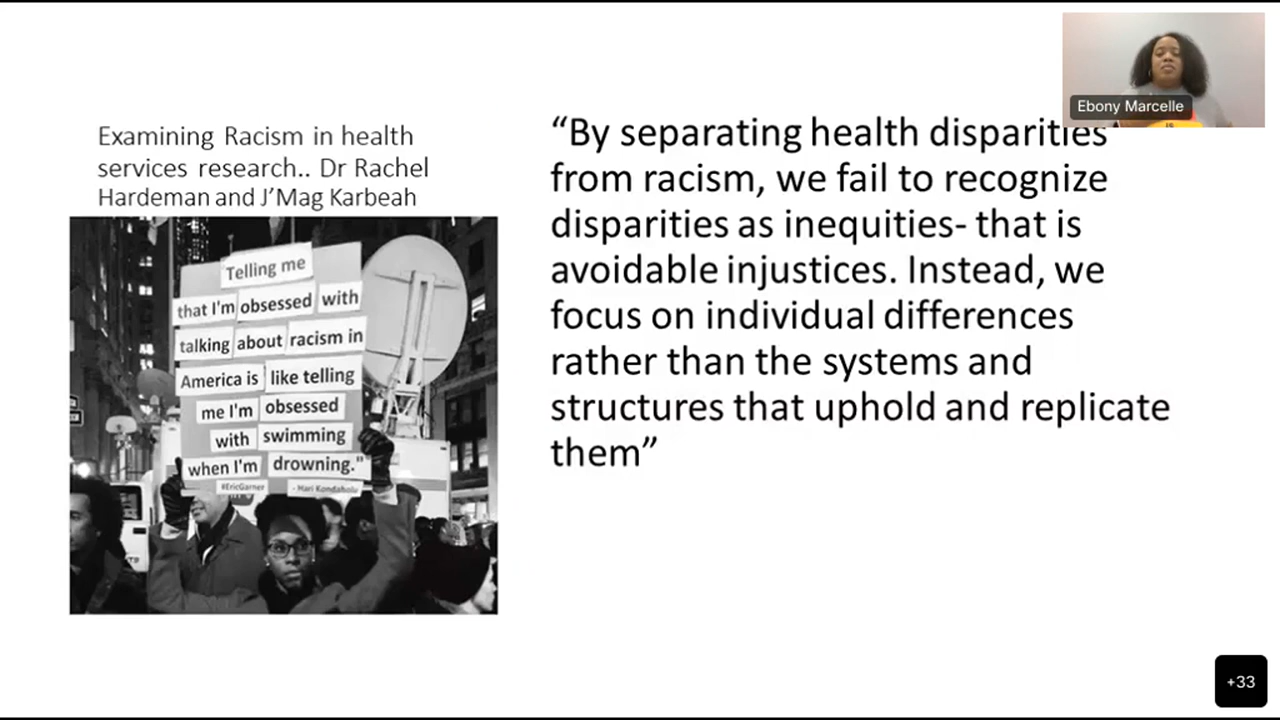 Ebony Marcelle
Examining Racism in health
services research.. Dr Rachel
Hardeman and J’Mag Karbeah
Telling me
that I'm obsessed with
talking about racism in
America is like telling
me I'm obsessed
with swimming
when I'm drowning."
#EricGarner - Hari Kondabolu
“By separating health disparities
from racism, we fail to recognize
disparities as inequities- that is
avoidable injustices. Instead, we
focus on individual differences
rather than the systems and
structures that uphold and replicate
them”
+33